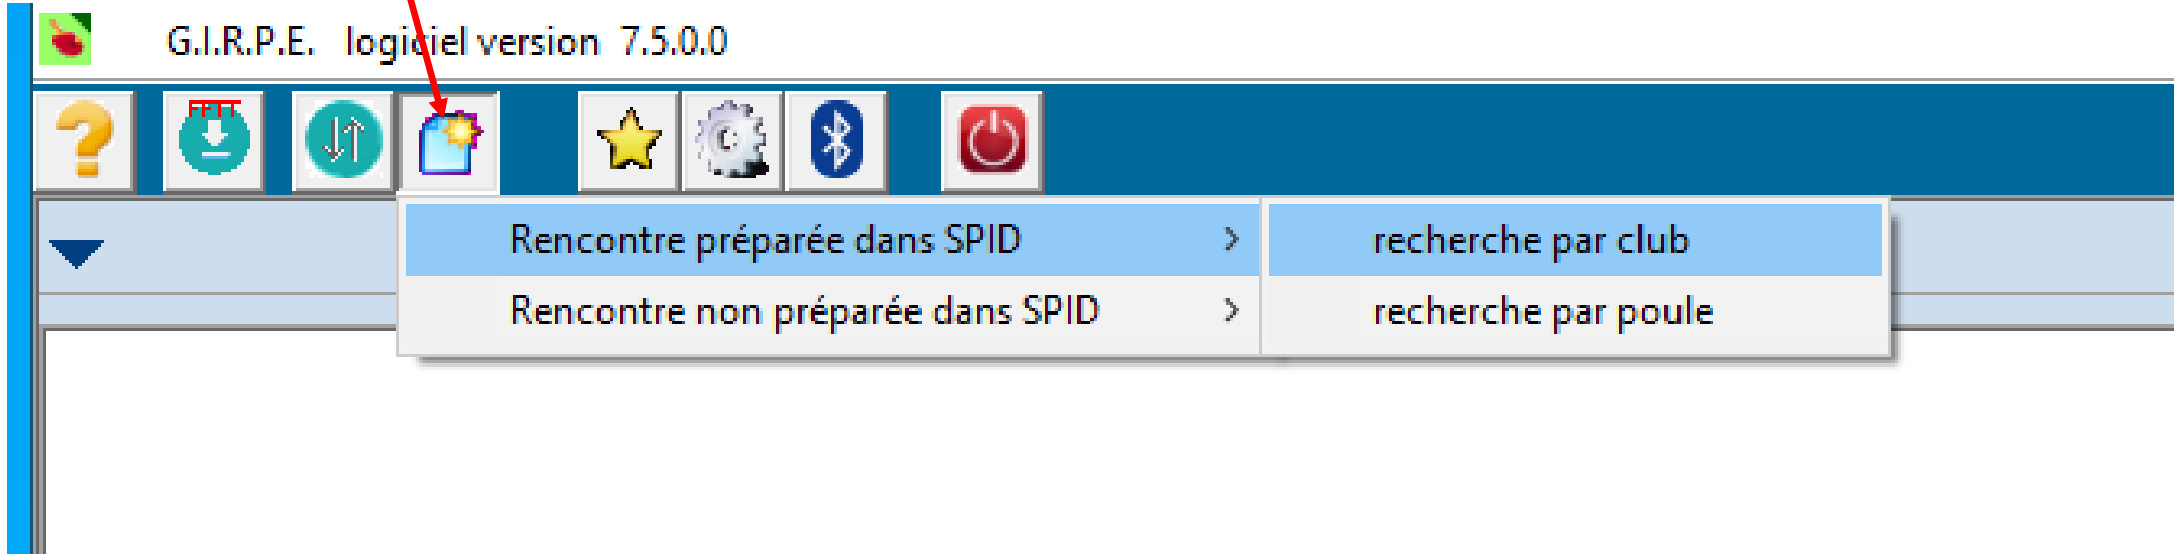 G.I.R.P.E. logiciel version 7.5.0.0
FFTT
Rencontre préparée dans SPID > recherche par club
Rencontre non préparée dans SPID > recherche par poule